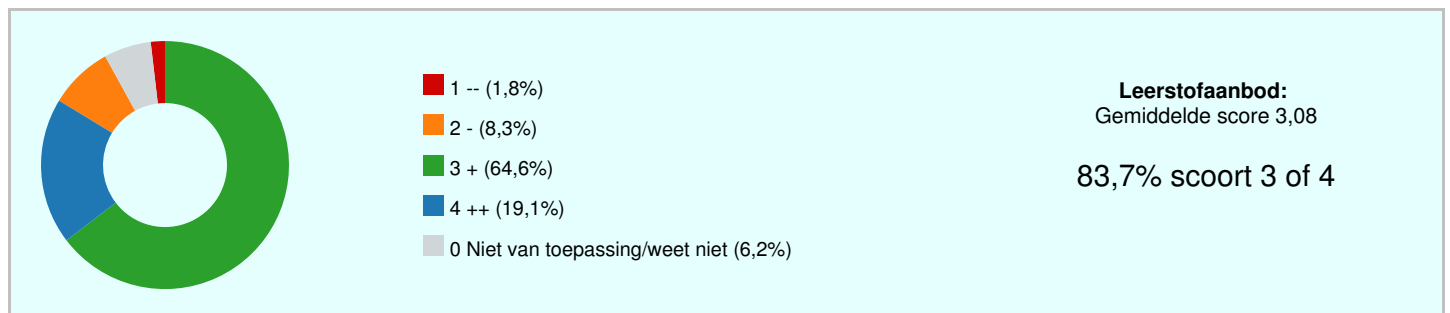 1 -- (1,8%)
2 - (8,3%)
3 + (64,6%)
4 ++ (19,1%)
0 Niet van toepassing/weet niet (6,2%)
Leerstofaanbod:
Gemiddelde score 3,08
83,7% scoort 3 of 4